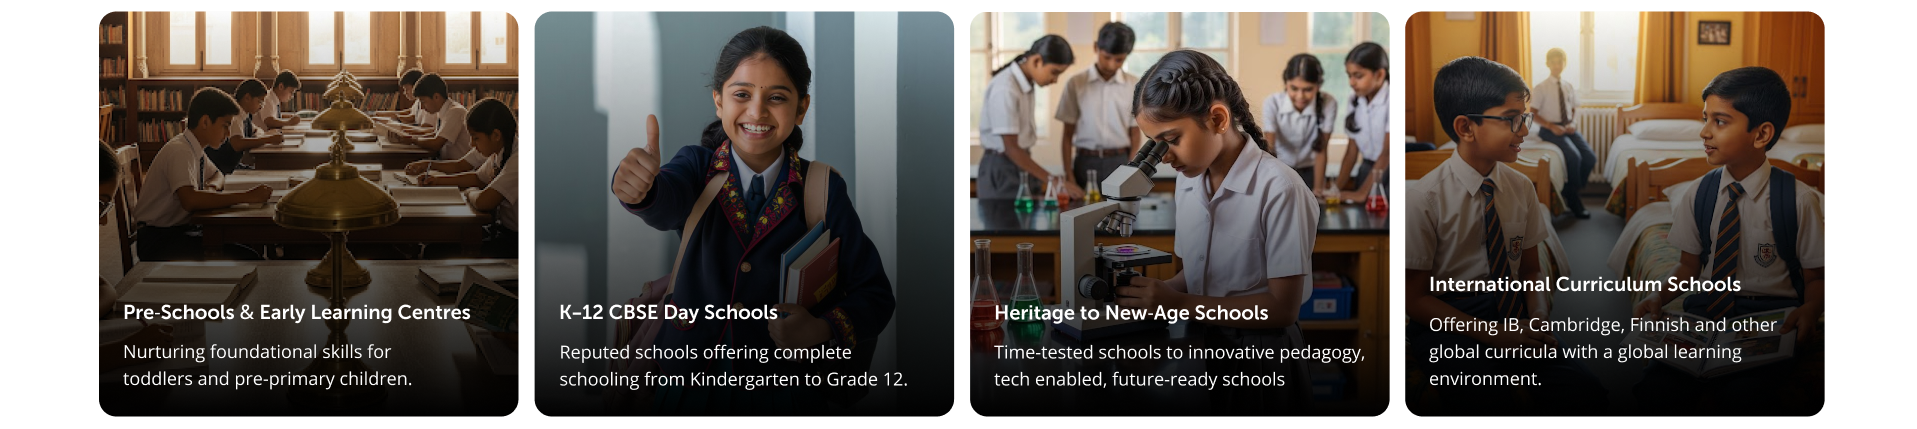 Pre-Schools & Early Learning Centres
Nurturing foundational skills for
toddlers and pre-primary children.
K–12 CBSE Day Schools
Reputed schools offering complete
schooling from Kindergarten to Grade 12.
Heritage to New-Age Schools
Time-tested schools to innovative pedagogy,
tech enabled, future-ready schools
International Curriculum Schools
Offering IB, Cambridge, Finnish and other
global curricula with a global learning
environment.